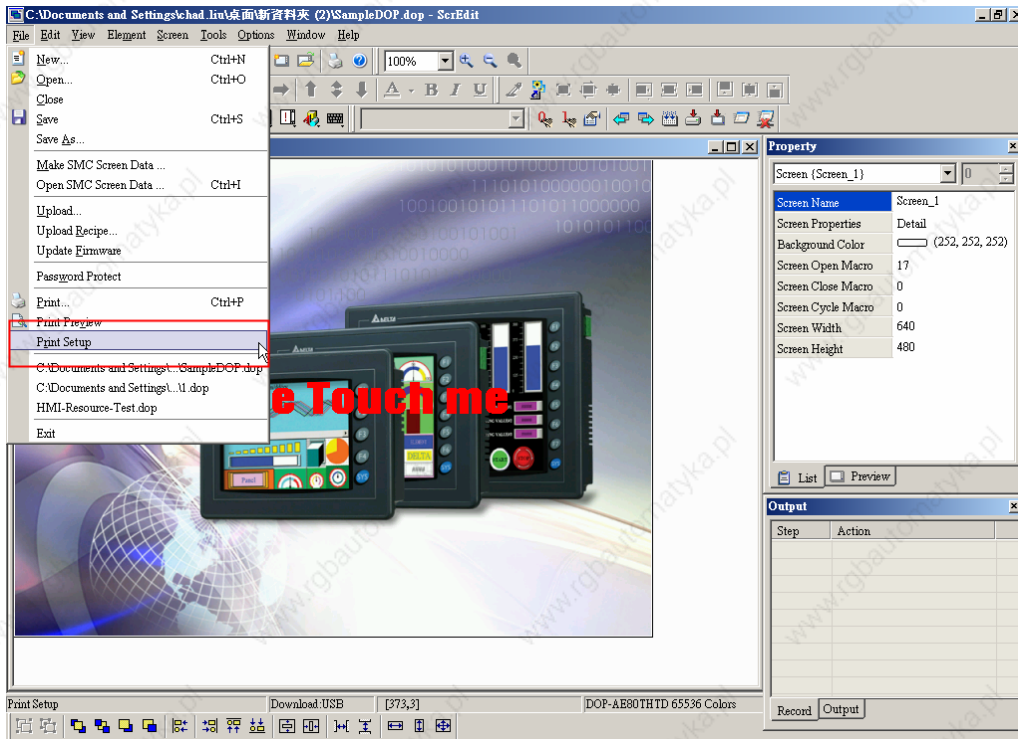 C:\Documents and Settings\chad.liu\桌面\新資料夾 (2)\SampleDOP.dop - ScrEdit
File Edit View Element Screen Tools Options Window Help
New... Ctrl+N
Open... Ctrl+O
Close
Save Ctrl+S
Save As...
Make SMC Screen Data ...
Open SMC Screen Data ... Ctrl+I
Upload...
Upload Recipe...
Update Firmware
Password Protect
Print... Ctrl+P
Print Preview
Print Setup
C:\Documents and Settings\...\SampleDOP.dop
C:\Documents and Settings\...\1.dop
HMI-Resource-Test.dop
Exit
100%
A B I U
e Touch me
DELTA
DELTA
Property
Screen {Screen_1} 0
Screen Name Screen_1
Screen Properties Detail
Background Color (252, 252, 252)
Screen Open Macro 17
Screen Close Macro 0
Screen Cycle Macro 0
Screen Width 640
Screen Height 480
List Preview
Output
Step Action
Record Output
Print Setup Download:USB [373,3] DOP-AE80THTD 65536 Colors
www.rgbautomatyka.pl